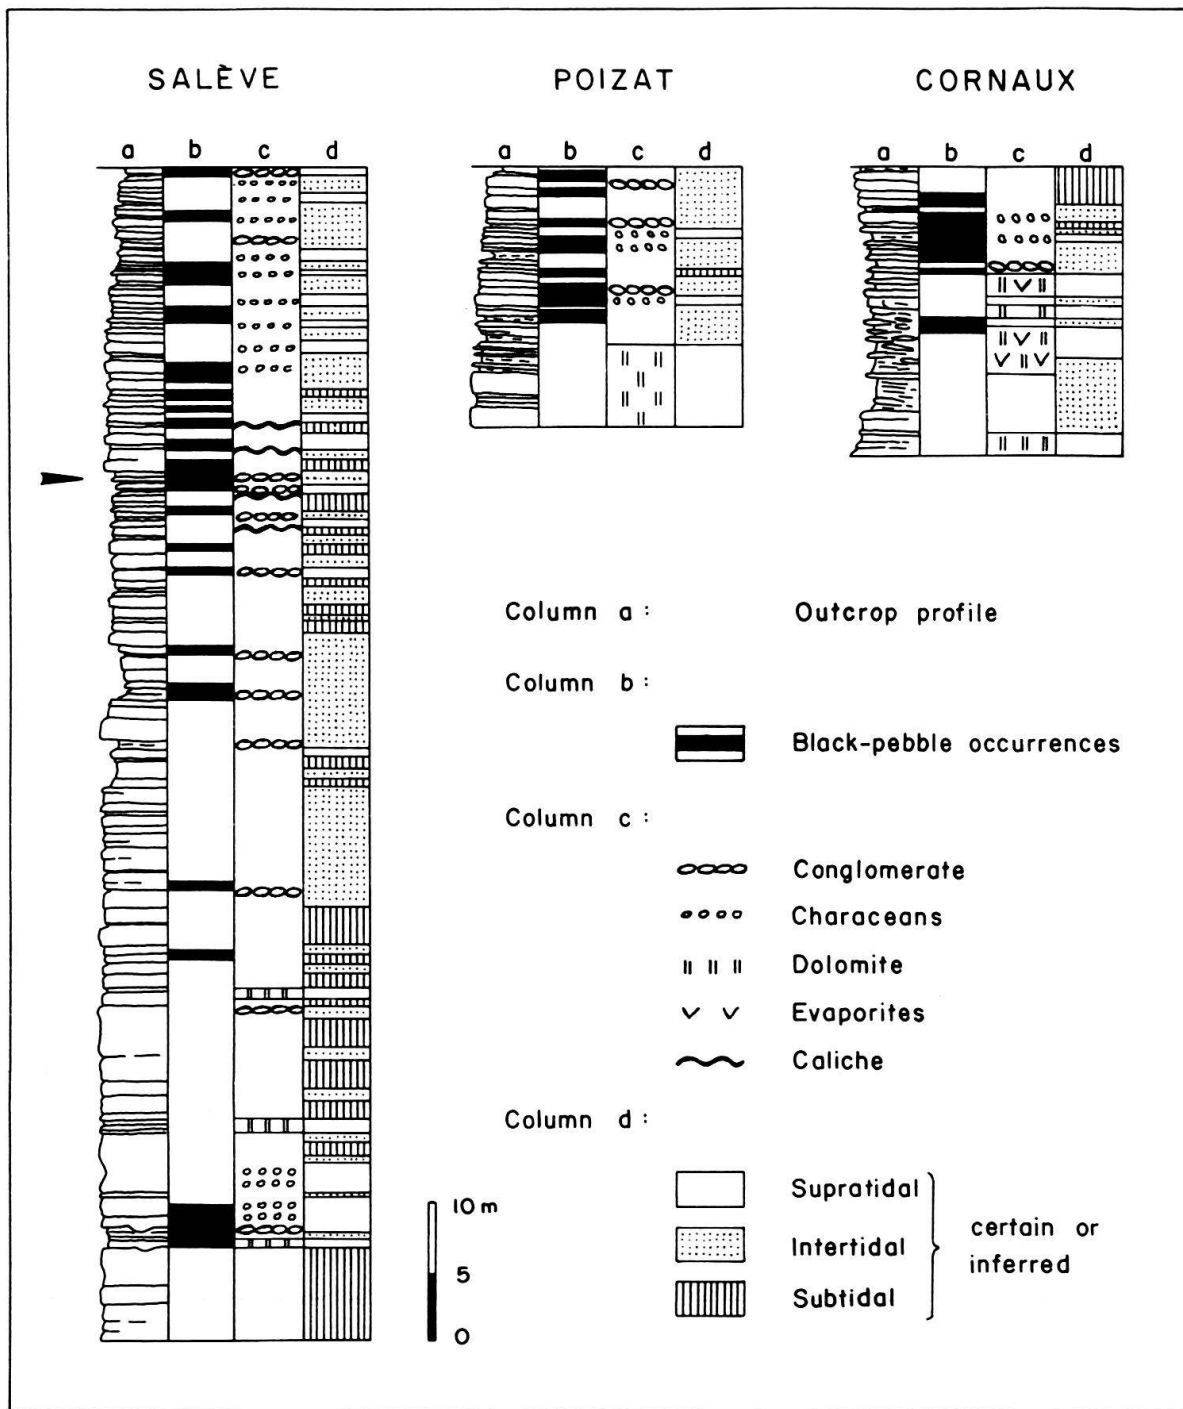 SALÈVE POIZAT CORNAUX
a b c d a b c d a b c d
Column a : Outcrop profile
Column b :
Black-pebble occurrences
Column c :
Conglomerate
Characeans
Dolomite
Evaporites
Caliche
Column d :
Supratidal
Intertidal
Subtidal
certain or
inferred
10 m
5
0